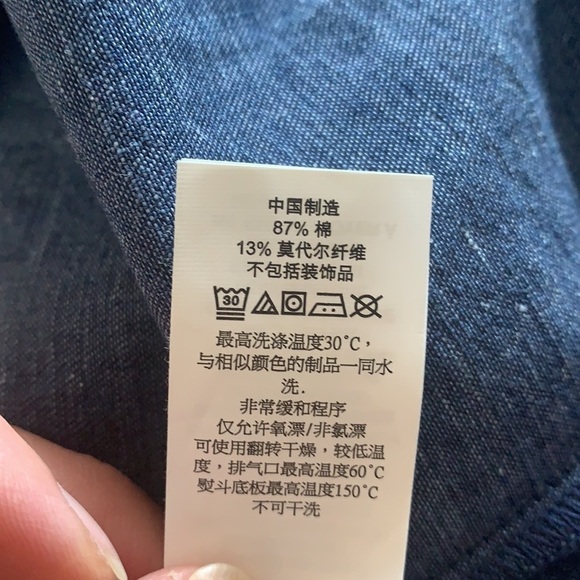 中国制造
87% 棉
13% 莫代尔纤维
不包括装饰品
30
最高洗涤温度30°C，
与相似颜色的制品一同水
洗.
非常缓和程序
仅允许氧漂/非氯漂
可使用翻转干燥，较低温
度，排气口最高温度60°C
熨斗底板最高温度150°C
不可干洗